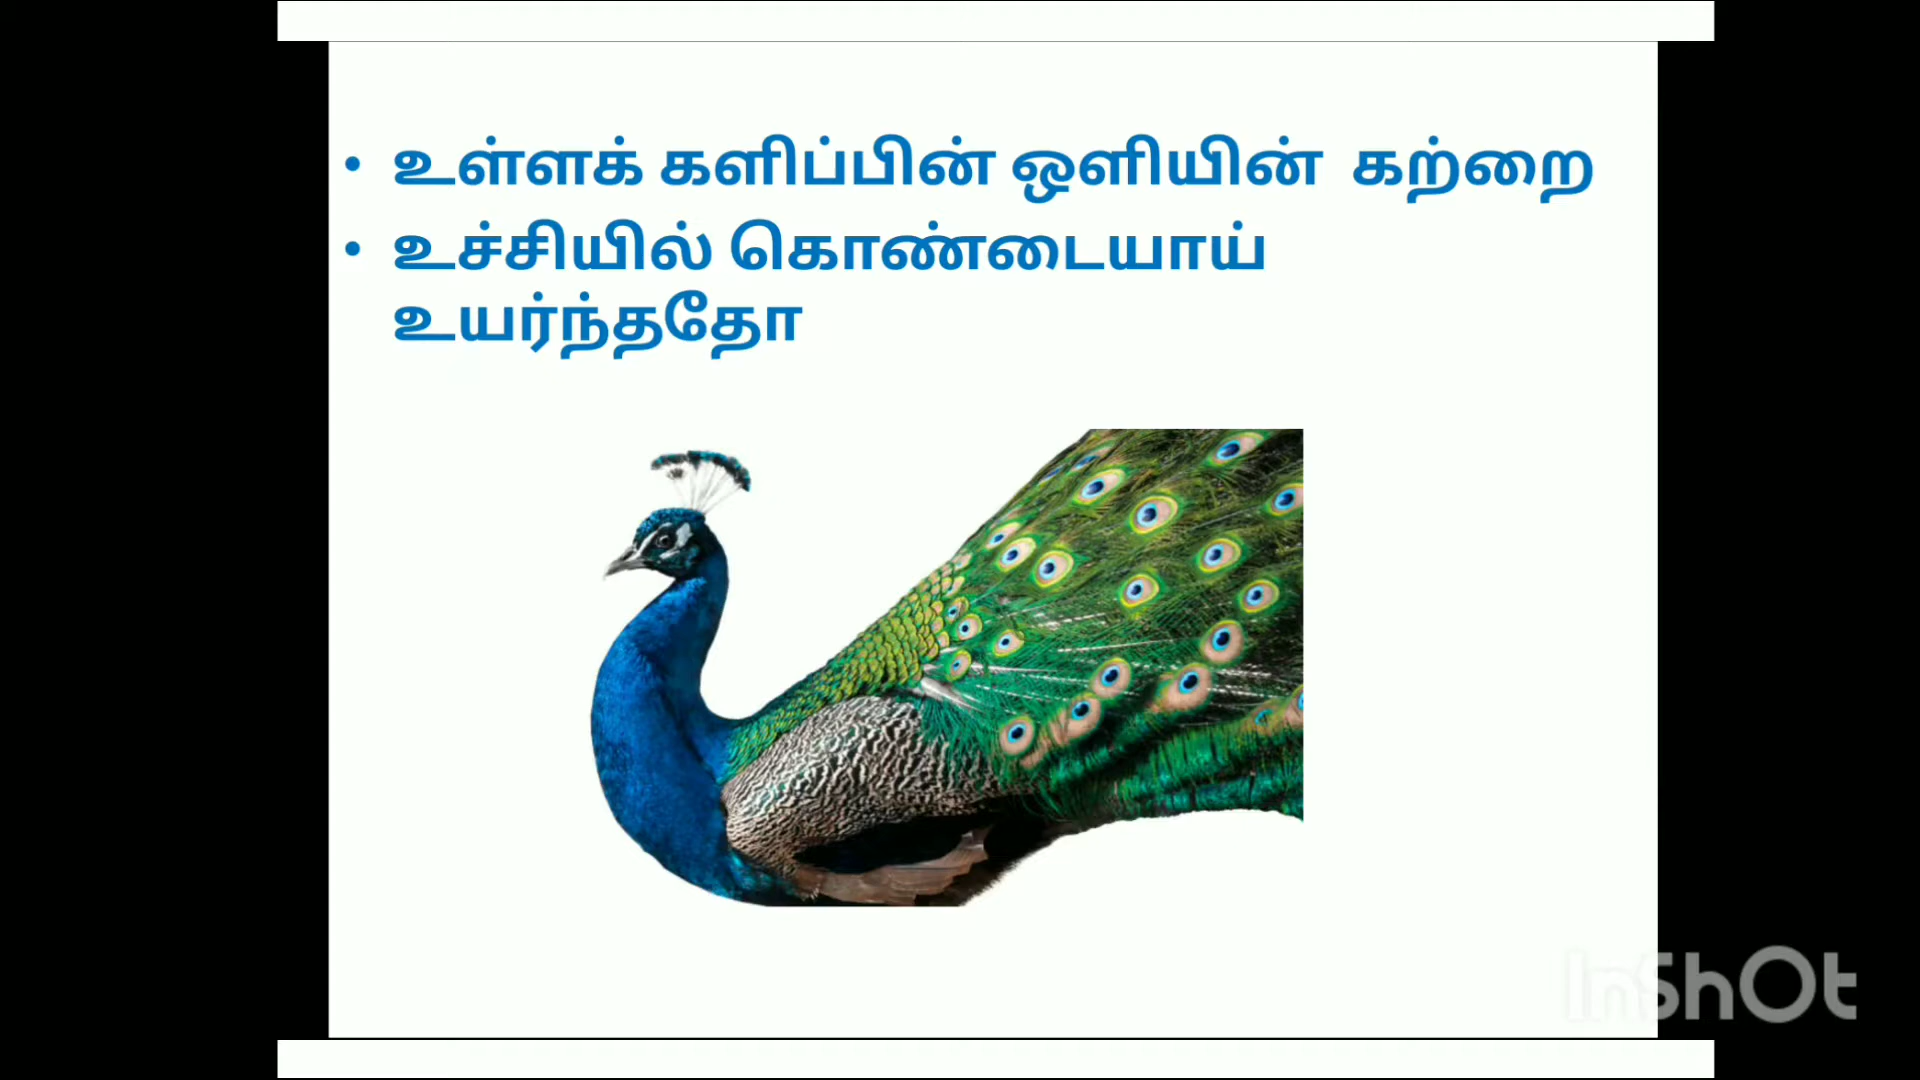 • உள்ளக் களிப்பின் ஒளியின் கற்றை
• உச்சியில் கொண்டையாய்
உயர்ந்ததோ
InShOt